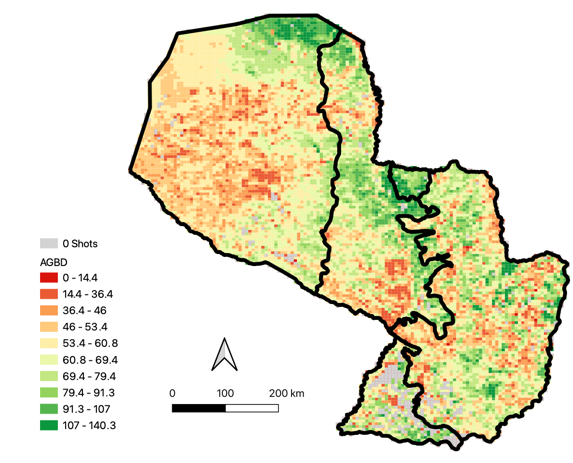 0 Shots
AGBD
0 - 14.4
14.4 - 36.4
36.4 - 46
46 - 53.4
53.4 - 60.8
60.8 - 69.4
69.4 - 79.4
79.4 - 91.3
91.3 - 107
107 - 140.3
0 100 200 km